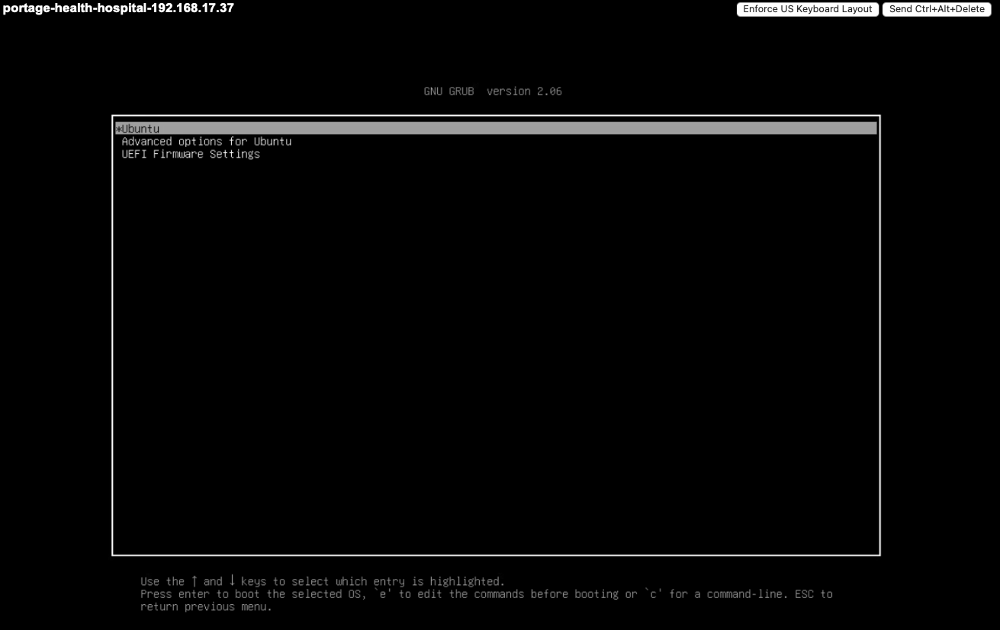 portage-health-hospital-192.168.17.37
Enforce US Keyboard Layout
Send Ctrl+Alt+Delete
GNU GRUB  version 2.06
*Ubuntu
Advanced options for Ubuntu
UEFI Firmware Settings
Use the ↑ and ↓ keys to select which entry is highlighted.
Press enter to boot the selected OS, `e' to edit the commands before booting or `c' for a command-line. ESC to
return previous menu.